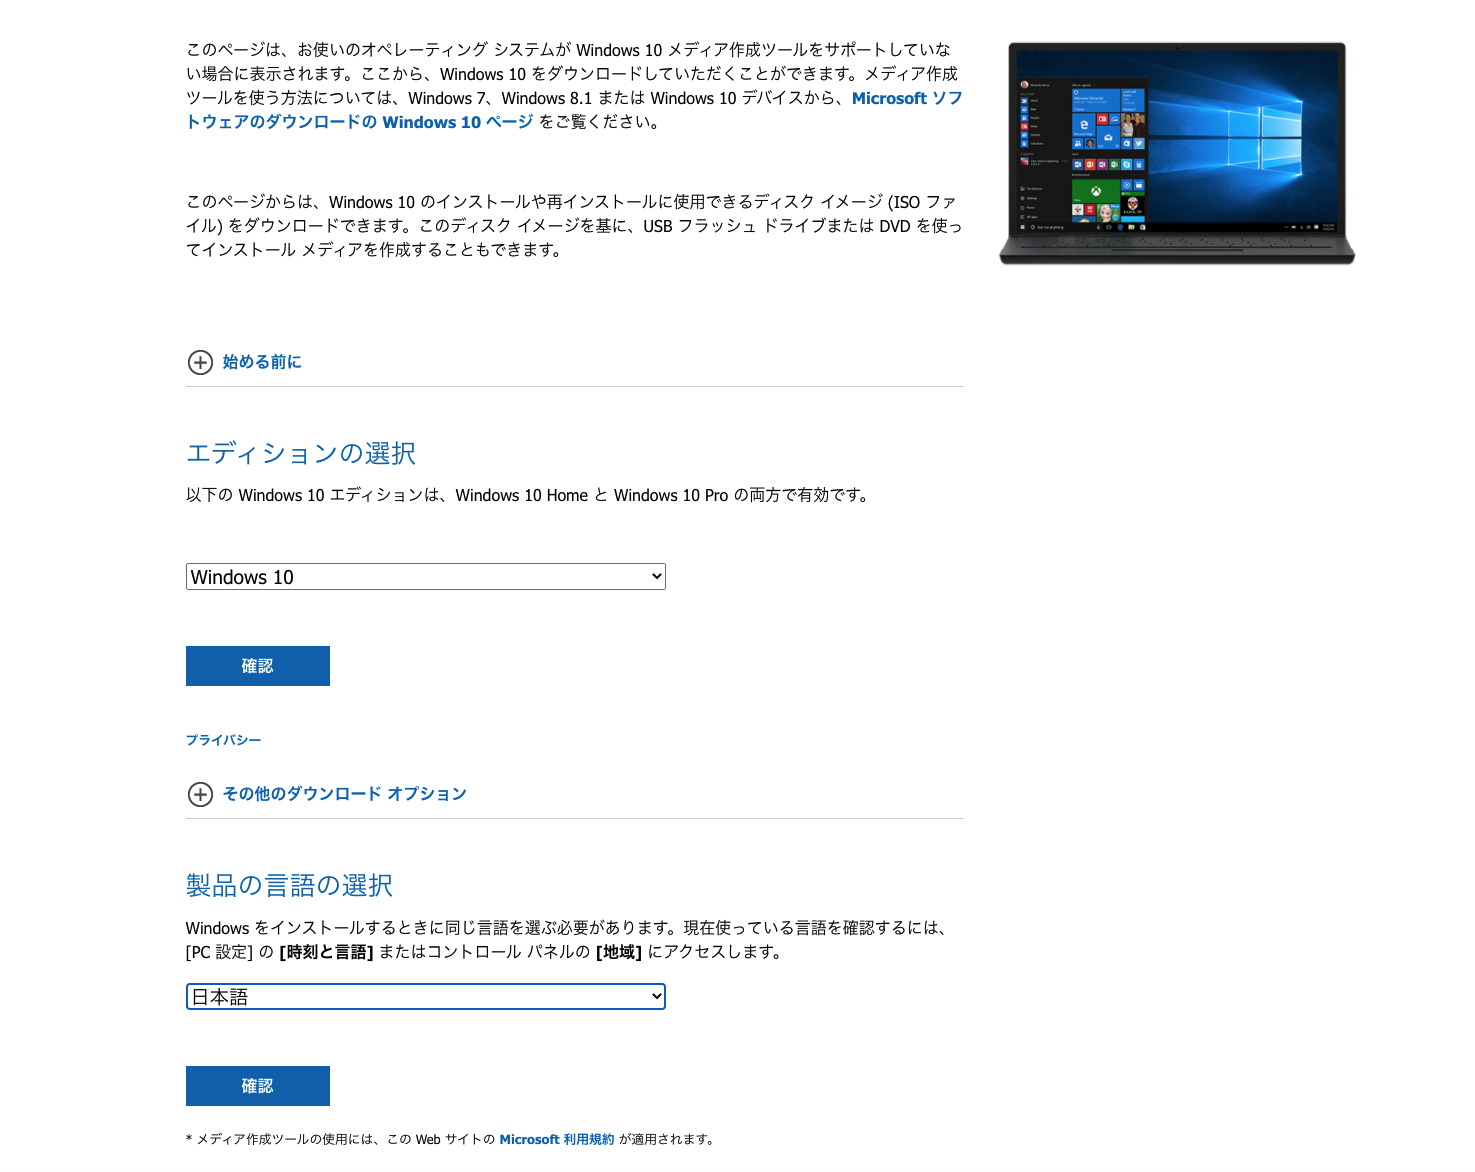 このページは、お使いのオペレーティング システムが Windows 10 メディア作成ツールをサポートしていな
い場合に表示されます。ここから、Windows 10 をダウンロードしていただくことができます。メディア作成
ツールを使う方法については、Windows 7、Windows 8.1 または Windows 10 デバイスから、Microsoft ソフ
トウェアのダウンロードの Windows 10 ページ をご覧ください。
このページからは、Windows 10 のインストールや再インストールに使用できるディスク イメージ (ISO ファ
イル) をダウンロードできます。このディスク イメージを基に、USB フラッシュ ドライブまたは DVD を使っ
てインストール メディアを作成することもできます。
始める前に
エディションの選択
以下の Windows 10 エディションは、Windows 10 Home と Windows 10 Pro の両方で有効です。
Windows 10
確認
プライバシー
その他のダウンロード オプション
製品の言語の選択
Windows をインストールするときに同じ言語を選ぶ必要があります。現在使っている言語を確認するには、
[PC 設定] の [時刻と言語] またはコントロール パネルの [地域] にアクセスします。
日本語
確認
* メディア作成ツールの使用には、この Web サイトの Microsoft 利用規約 が適用されます。